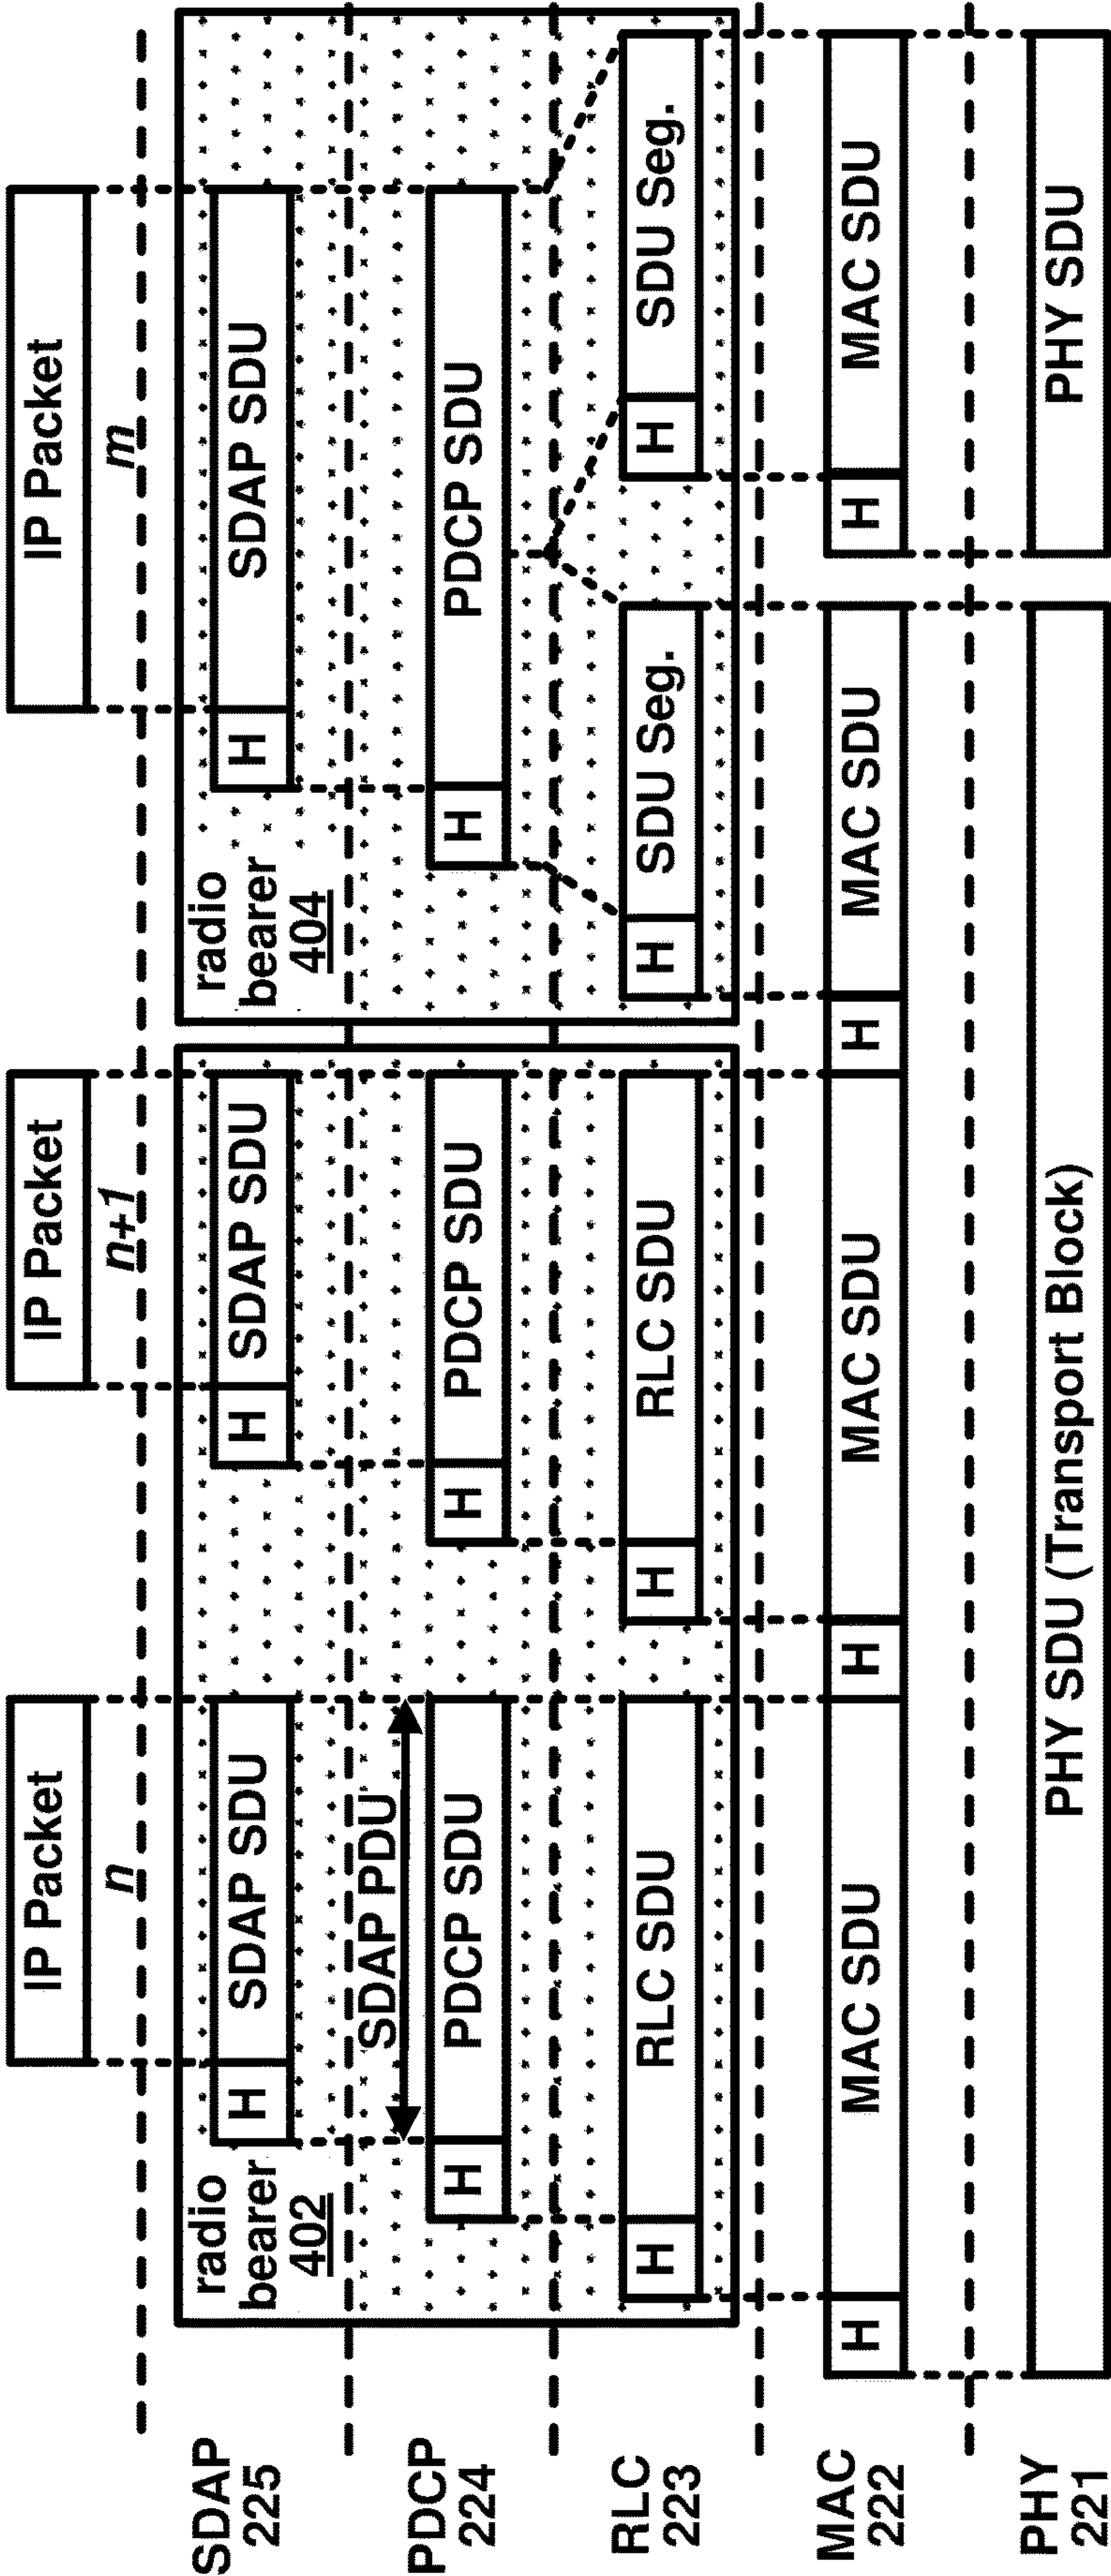 IP Packet
IP Packet
IP Packet
n
n+1
m
SDAP
225
radio
bearer
402
H SDAP SDU
H SDAP SDU
radio
bearer
404
H SDAP SDU
SDAP PDU
PDCP
224
H PDCP SDU
H PDCP SDU
H PDCP SDU
RLC
223
H RLC SDU
H RLC SDU
H SDU Seg.
H SDU Seg.
MAC
222
H MAC SDU
H MAC SDU
H MAC SDU
H MAC SDU
PHY
221
PHY SDU (Transport Block)
PHY SDU